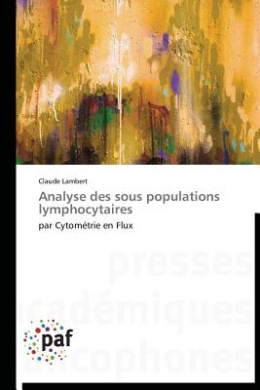 Claude Lambert
Analyse des sous populations
lymphocytaires
par Cytométrie en Flux
presses
académiques
francophones
paf